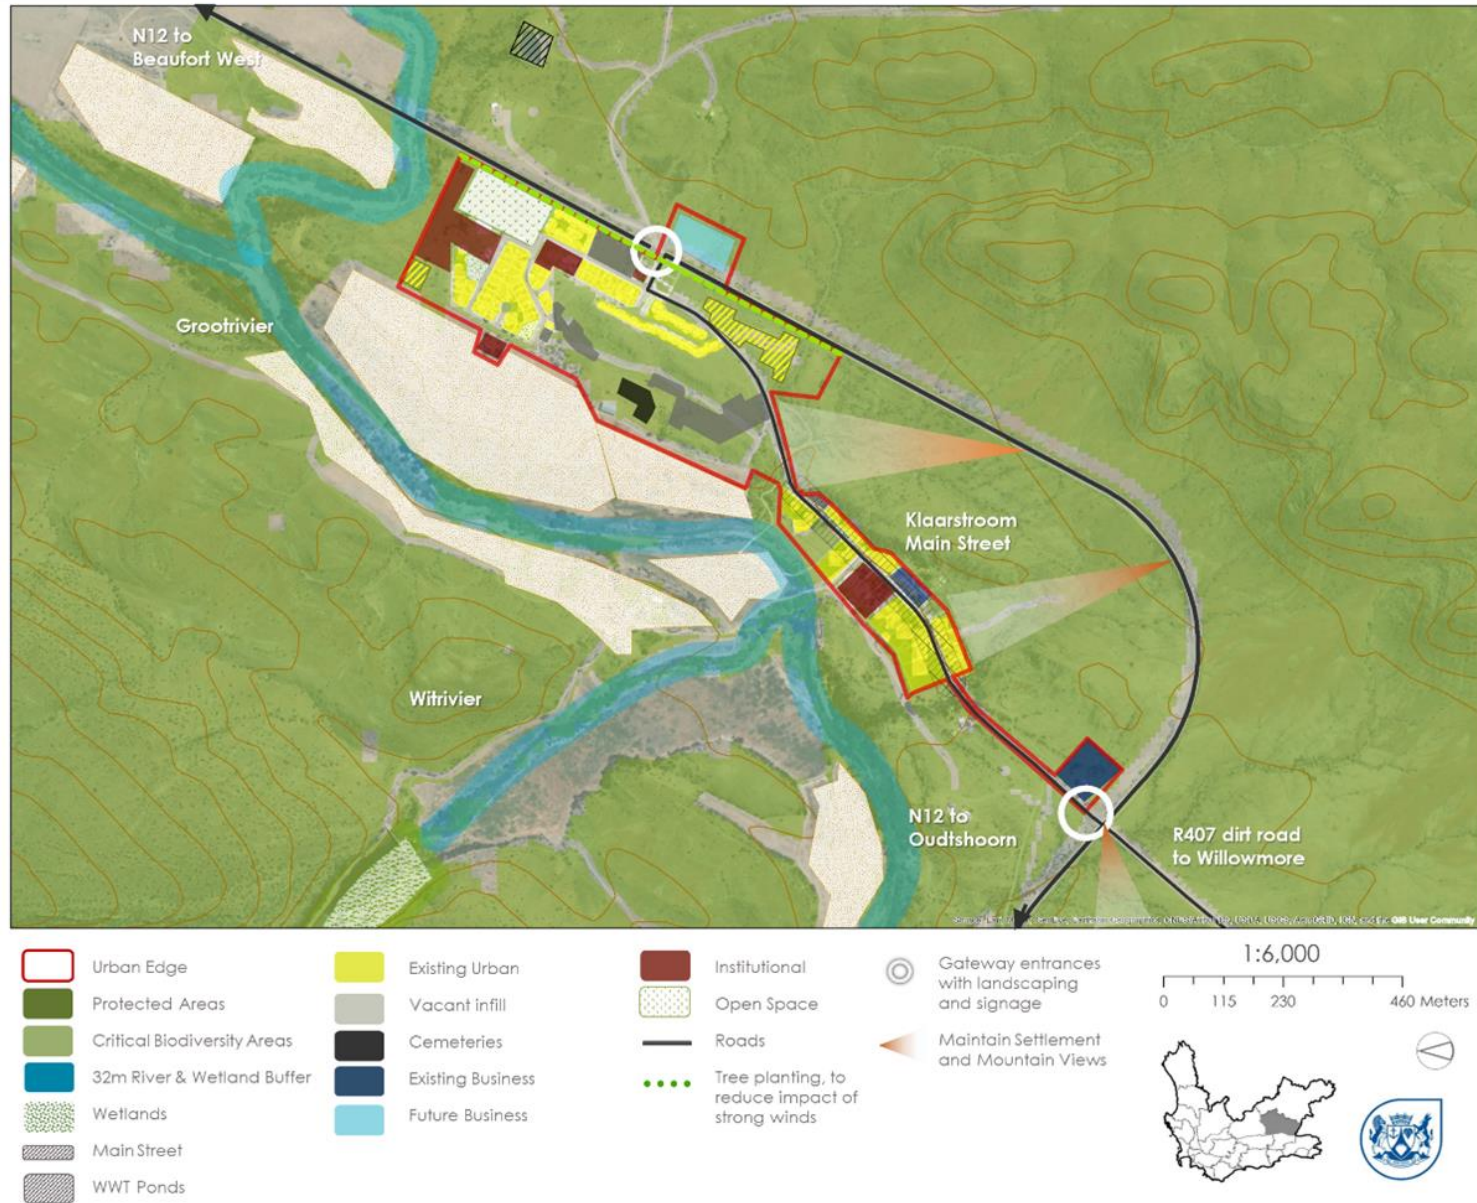 N12 to
Beaufort West
Grootrivier
Klaarstroom
Main Street
Witrivier
N12 to
Oudtshoorn
R407 dirt road
to Willowmore
GIS User Community
Urban Edge
Protected Areas
Critical Biodiversity Areas
32m River & Wetland Buffer
Wetlands
Main Street
WWT Ponds
Existing Urban
Vacant infill
Cemeteries
Existing Business
Future Business
Institutional
Open Space
Roads
Tree planting, to
reduce impact of
strong winds
Gateway entrances
with landscaping
and signage
Maintain Settlement
and Mountain Views
1:6,000
0 115 230 460 Meters